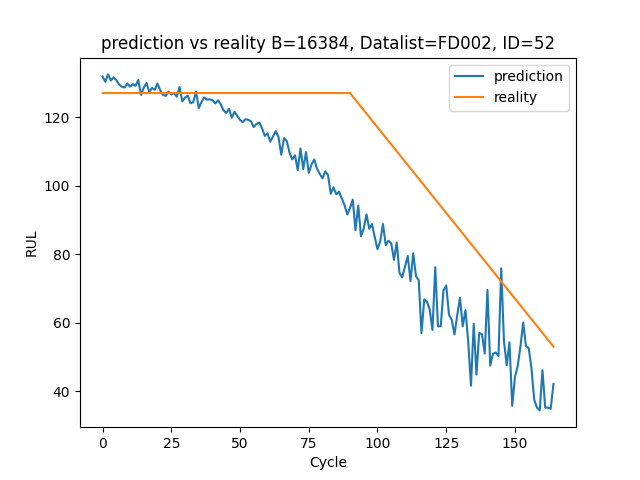 prediction vs reality B=16384, Datalist=FD002, ID=52
prediction
reality
RUL
120
100
80
60
40
0
25
50
75
100
125
150
Cycle